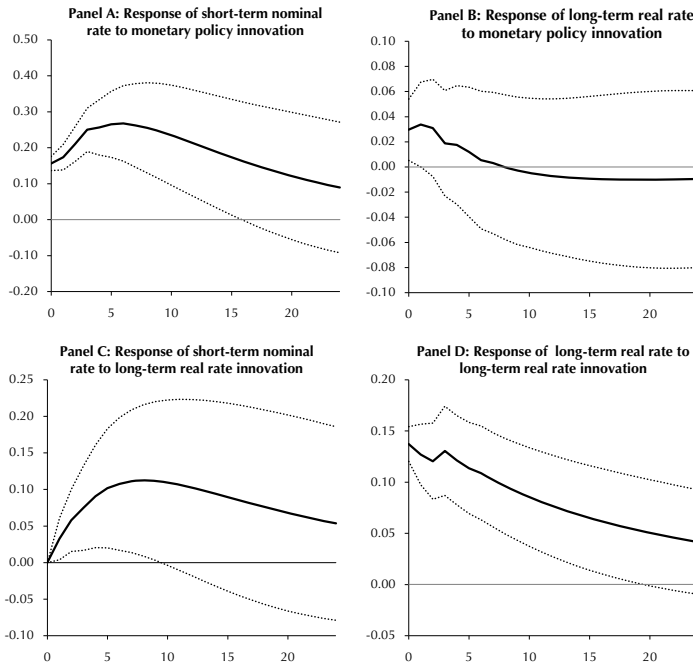 Panel A: Response of short-term nominal
rate to monetary policy innovation
0.50
0.40
0.30
0.20
0.10
0.00
-0.10
-0.20
0 5 10 15 20
Panel B: Response of long-term real rate
to monetary policy innovation
0.10
0.08
0.06
0.04
0.02
0.00
-0.02
-0.04
-0.06
-0.08
-0.10
0 5 10 15 20
Panel C: Response of short-term nominal
rate to long-term real rate innovation
0.25
0.20
0.15
0.10
0.05
0.00
-0.05
-0.10
0 5 10 15 20
Panel D: Response of long-term real rate to
long-term real rate innovation
0.20
0.15
0.10
0.05
0.00
-0.05
0 5 10 15 20